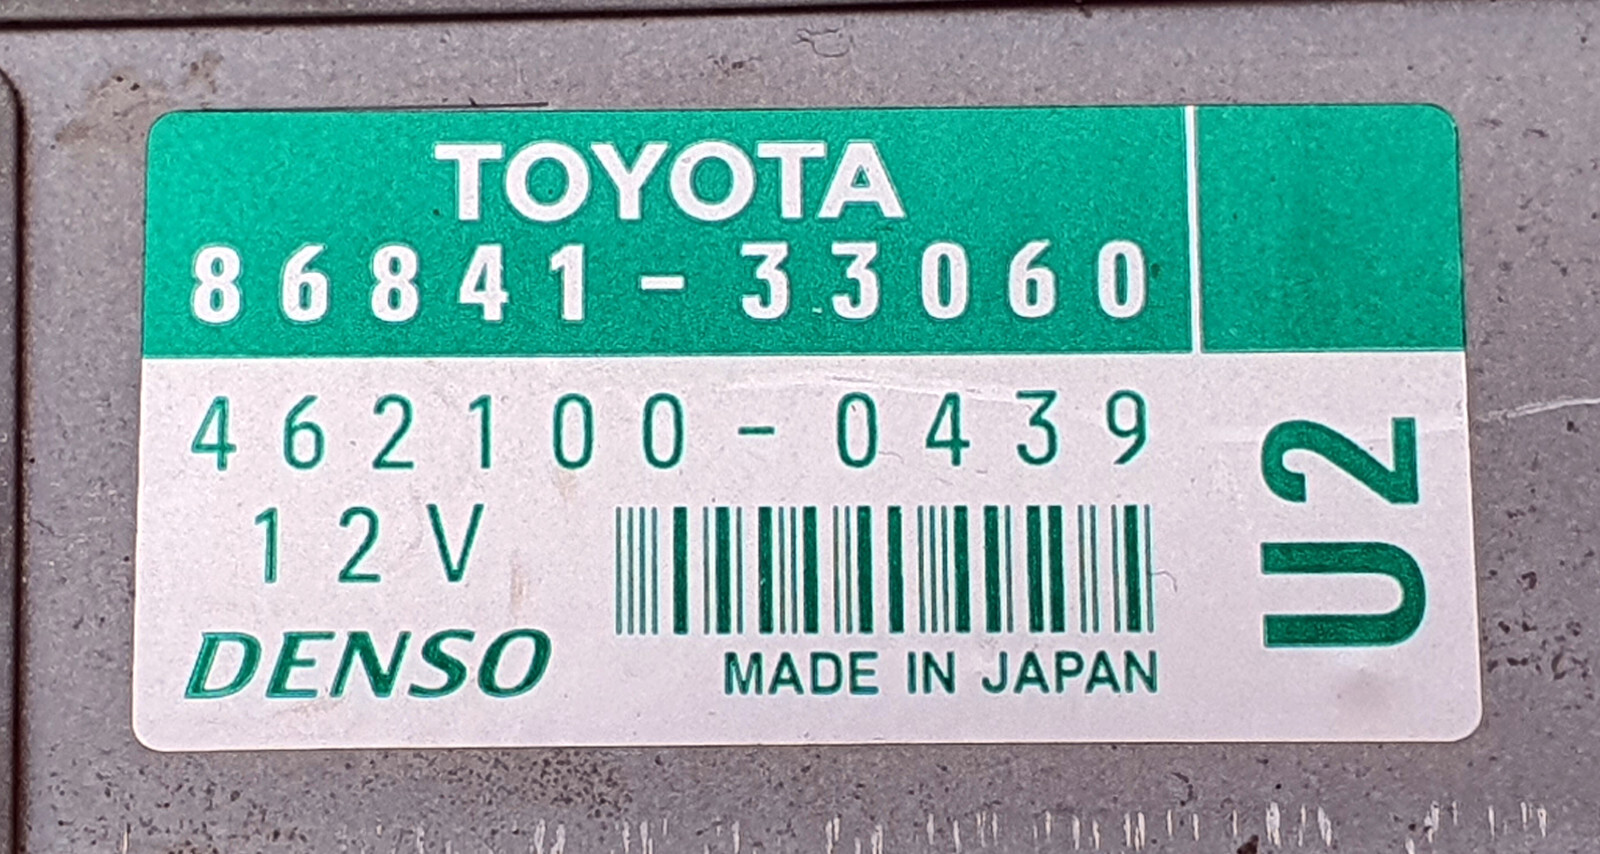 TOYOTA
86841-33060
462100-0439
12V
DENSO
MADE IN JAPAN
U2